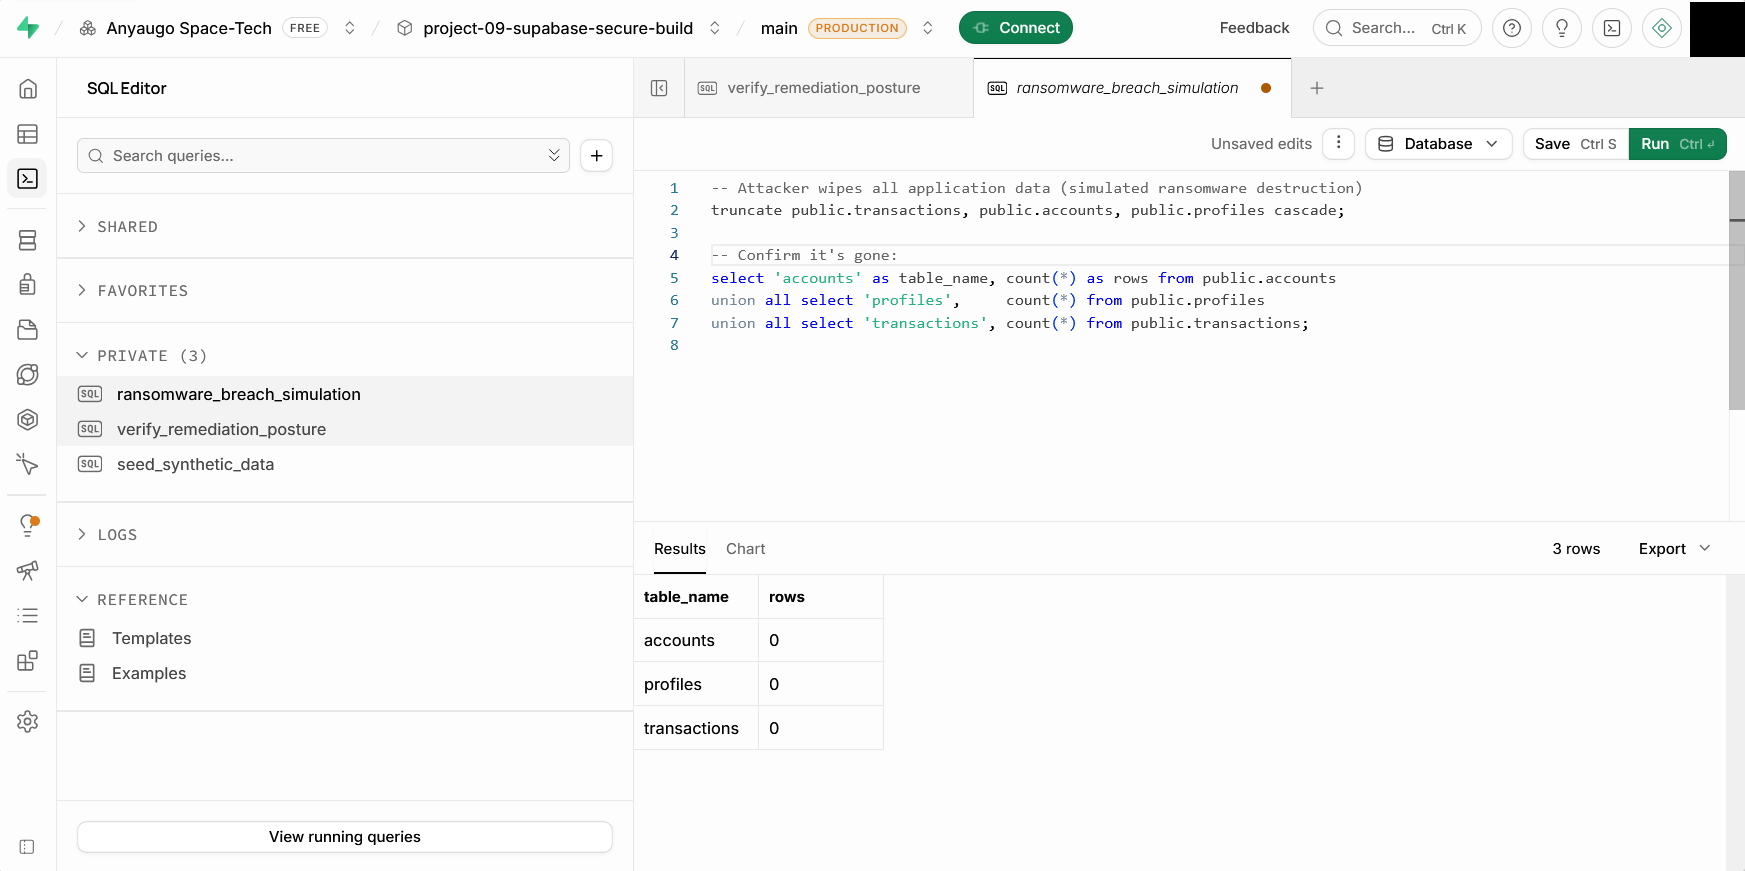 Anyaugo Space-Tech FREE project-09-supabase-secure-build main PRODUCTION Connect Feedback Search... Ctrl K
SQL Editor
Search queries...
SHARED
FAVORITES
PRIVATE (3)
SQL ransomware_breach_simulation
SQL verify_remediation_posture
SQL seed_synthetic_data
LOGS
REFERENCE
Templates
Examples
View running queries
SQL verify_remediation_posture SQL ransomware_breach_simulation
Unsaved edits Database Save Ctrl S Run Ctrl ↵
1 -- Attacker wipes all application data (simulated ransomware destruction)
2 truncate public.transactions, public.accounts, public.profiles cascade;
3
4 -- Confirm it's gone:
5 select 'accounts' as table_name, count(*) as rows from public.accounts
6 union all select 'profiles',     count(*) from public.profiles
7 union all select 'transactions', count(*) from public.transactions;
8
Results Chart 3 rows Export
table_name rows
accounts 0
profiles 0
transactions 0